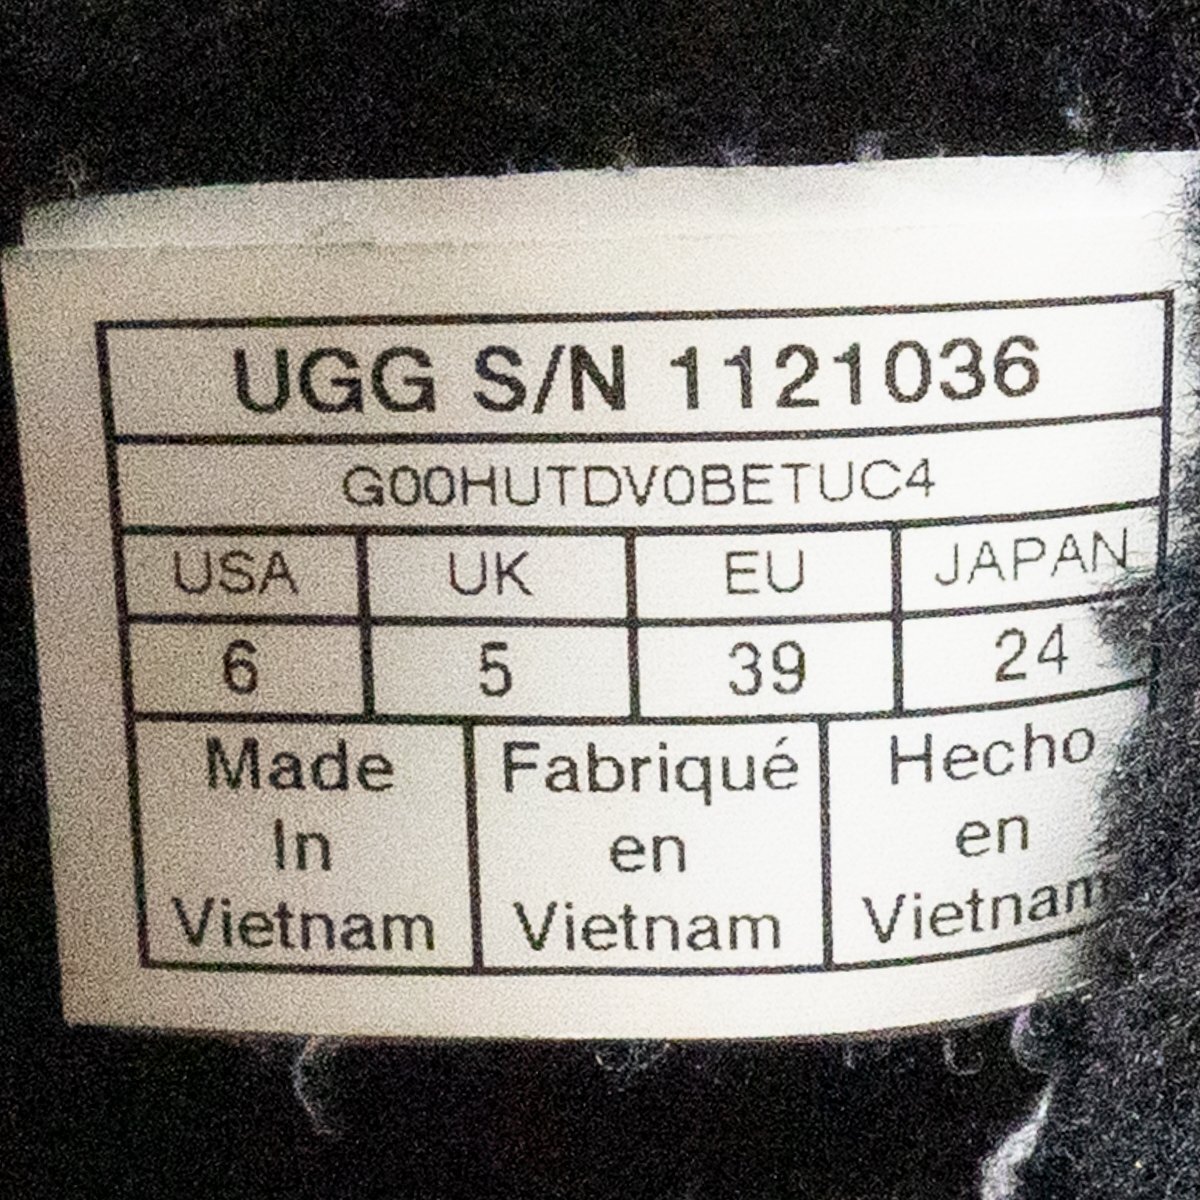 UGG S/N 1121036
G00HUTDV0BETUC4
USA UK EU JAPAN
6 5 39 24
Made Fabriqué Hecho
In en en
Vietnam Vietnam Vietnam